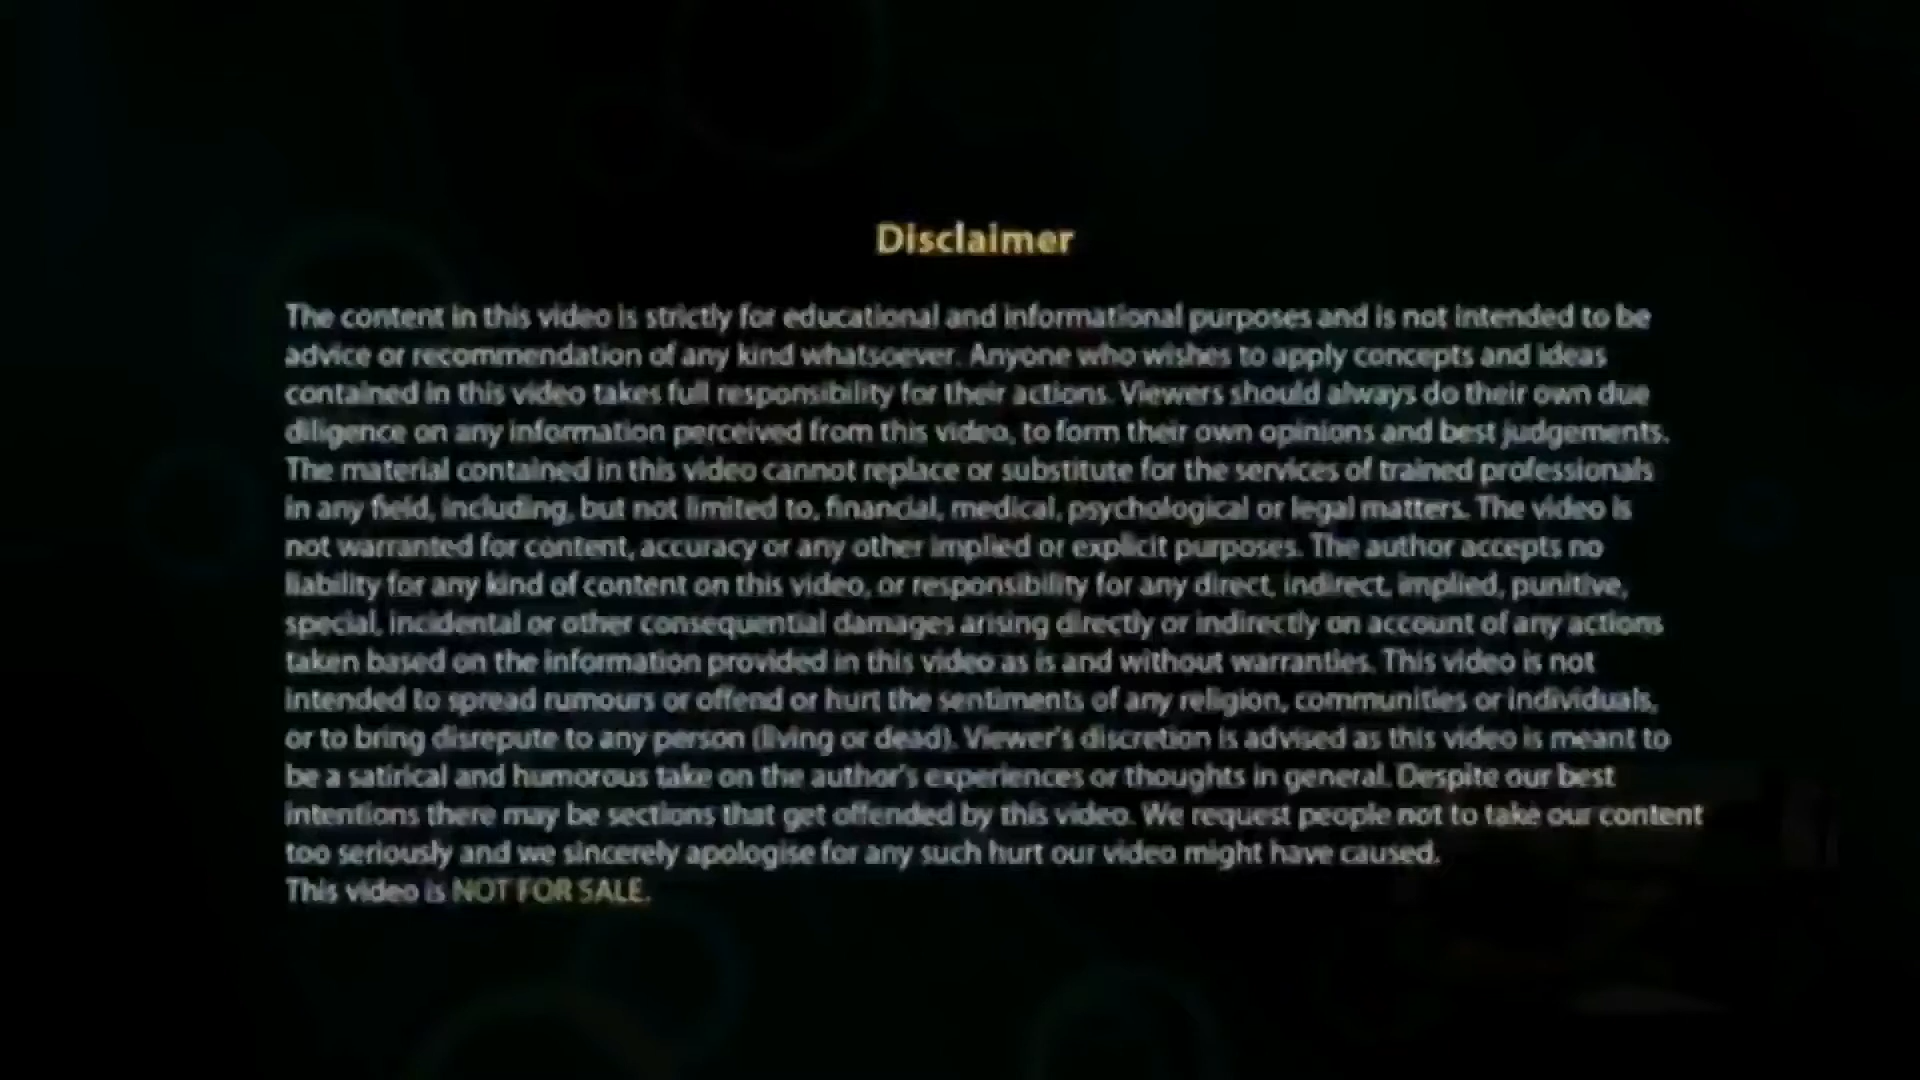 Disclaimer
The content in this video is strictly for educational and informational purposes and is not intended to be
advice or recommendation of any kind whatsoever. Anyone who wishes to apply concepts and ideas
contained in this video takes full responsibility for their actions. Viewers should always do their own due
diligence on any information perceived from this video, to form their own opinions and best judgements.
The material contained in this video cannot replace or substitute for the services of trained professionals
in any field, including, but not limited to, financial, medical, psychological or legal matters. The video is
not warranted for content, accuracy or any other implied or explicit purposes. The author accepts no
liability for any kind of content on this video, or responsibility for any direct, indirect, implied, punitive,
special, incidental or other consequential damages arising directly or indirectly on account of any actions
taken based on the information provided in this video as is and without warranties. This video is not
intended to spread rumours or offend or hurt the sentiments of any religion, communities or individuals,
or to bring disrepute to any person (living or dead). Viewer's discretion is advised as this video is meant to
be a satirical and humorous take on the author's experiences or thoughts in general. Despite our best
intentions there may be sections that get offended by this video. We request people not to take our content
too seriously and we sincerely apologise for any such hurt our video might have caused.
This video is NOT FOR SALE.